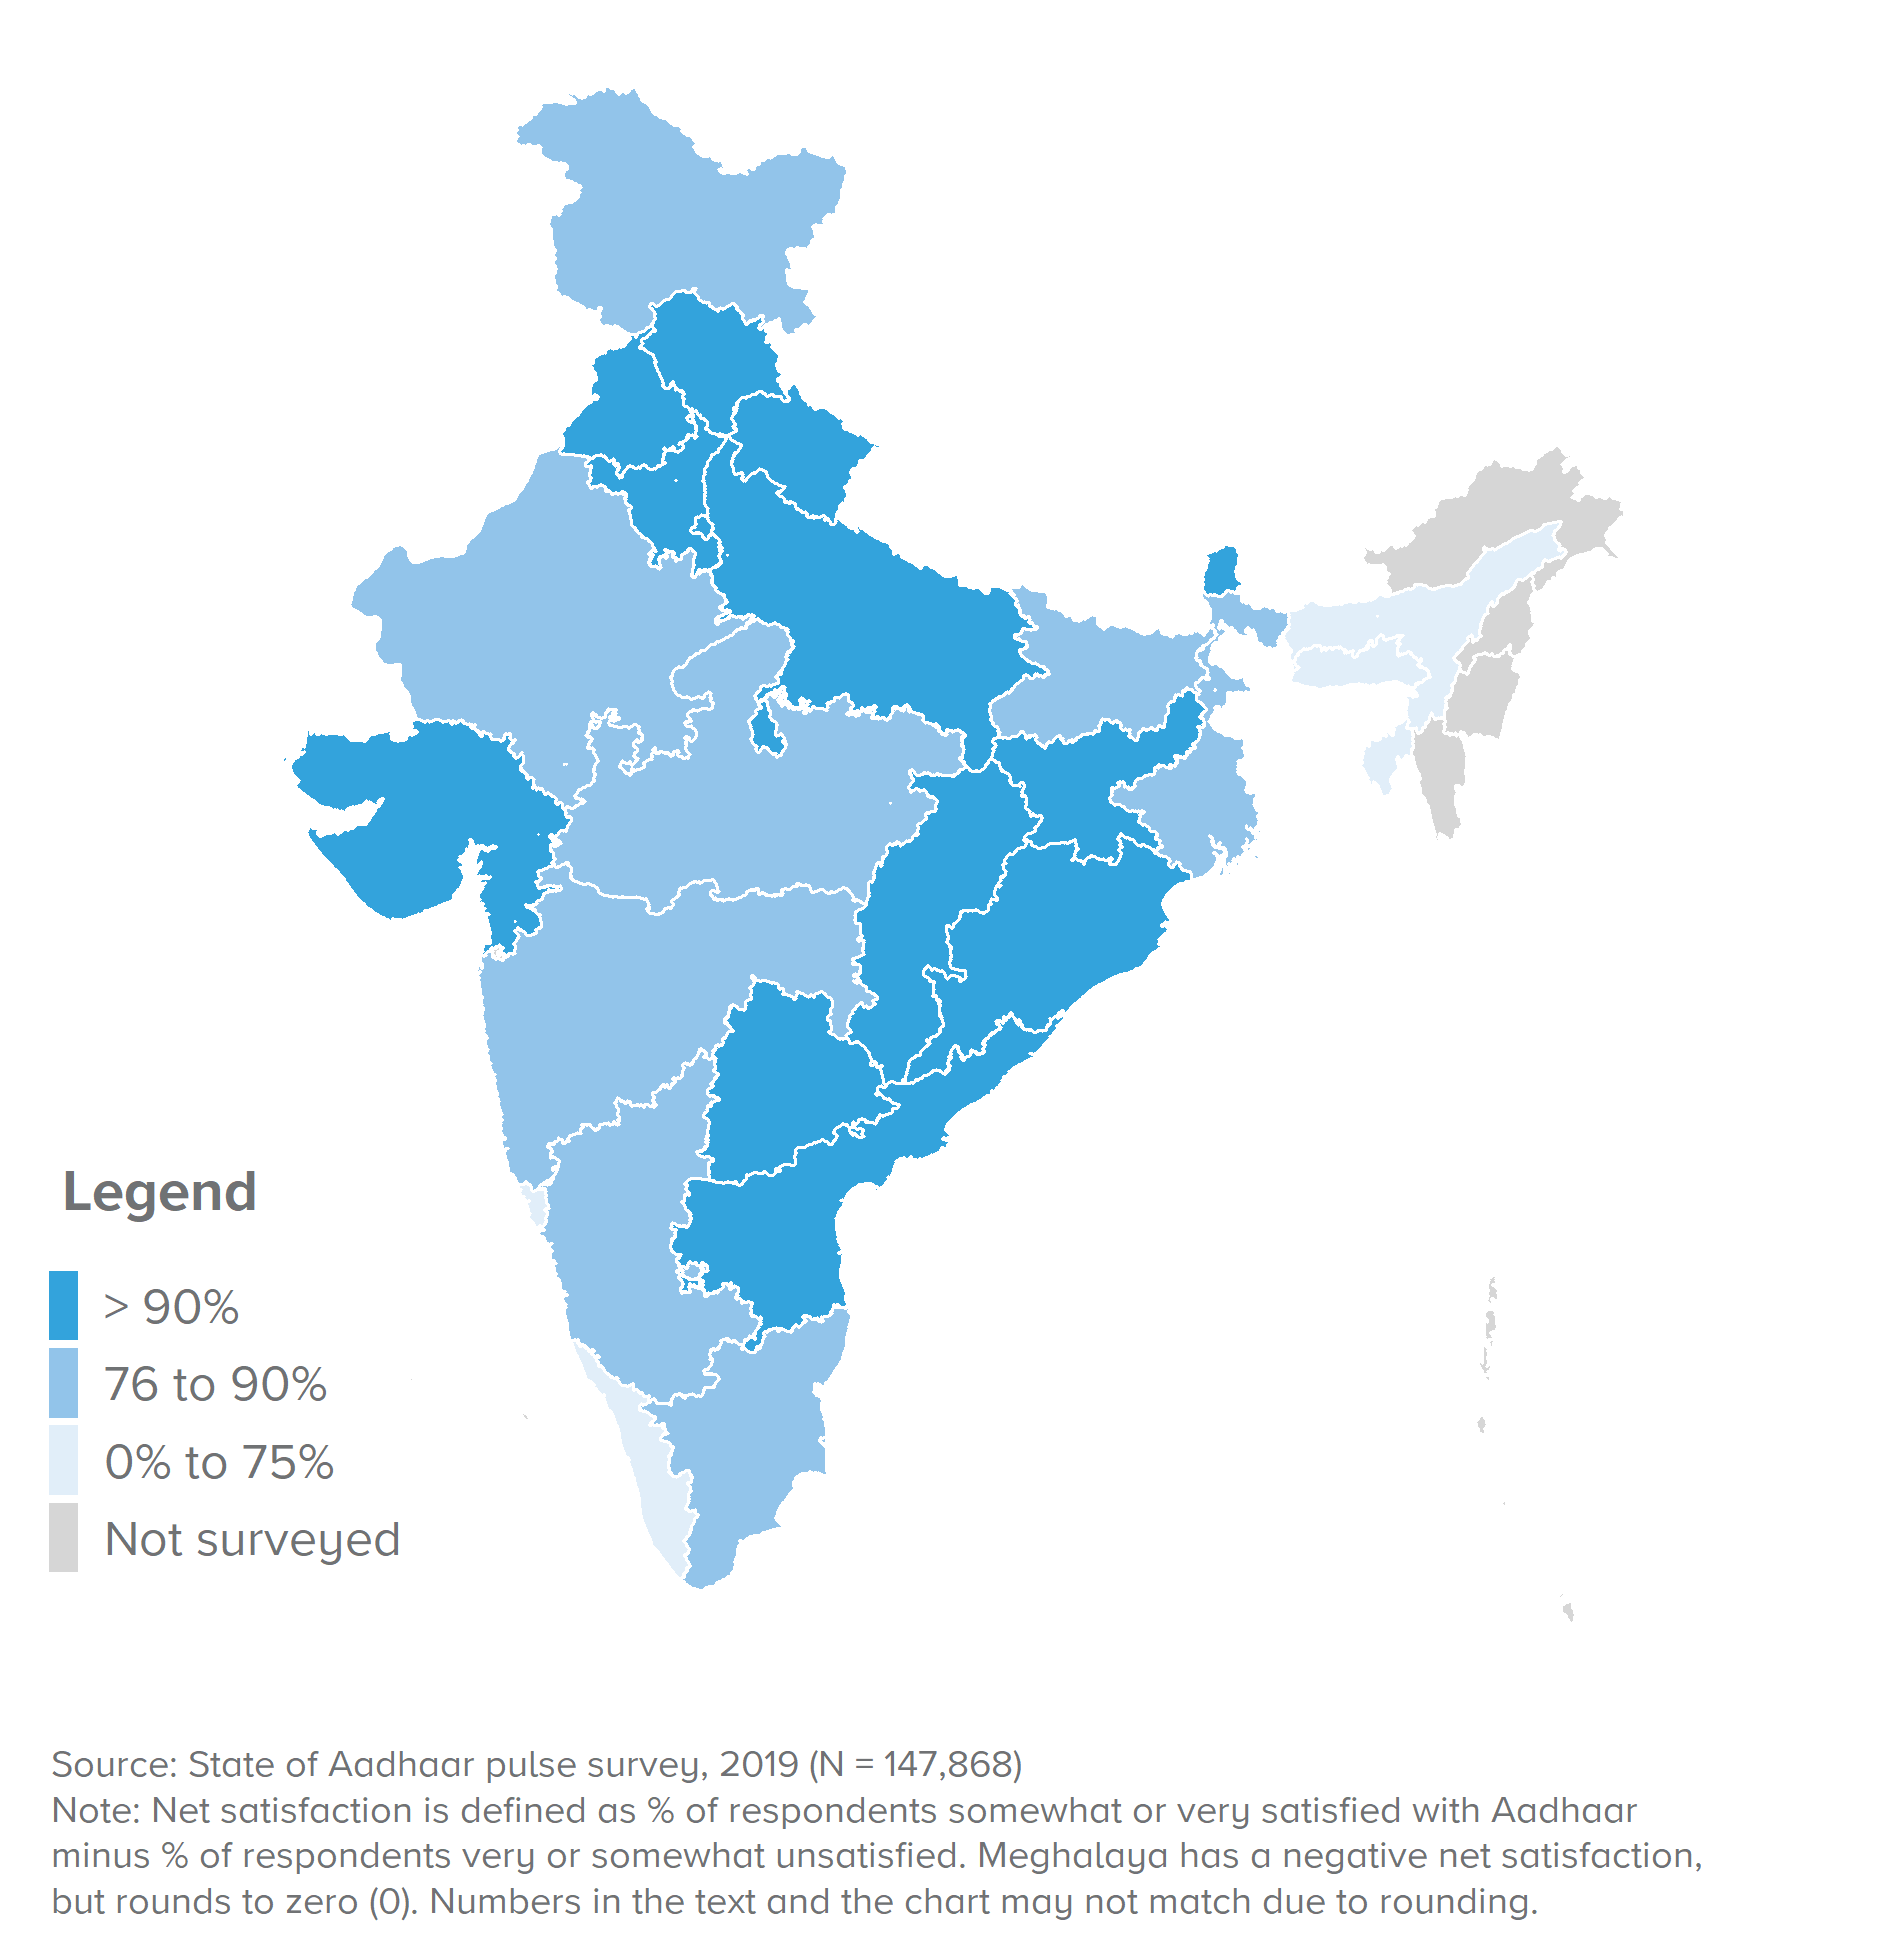 Legend
> 90%
76 to 90%
0% to 75%
Not surveyed
Source: State of Aadhaar pulse survey, 2019 (N = 147,868)
Note: Net satisfaction is defined as % of respondents somewhat or very satisfied with Aadhaar
minus % of respondents very or somewhat unsatisfied. Meghalaya has a negative net satisfaction,
but rounds to zero (0). Numbers in the text and the chart may not match due to rounding.